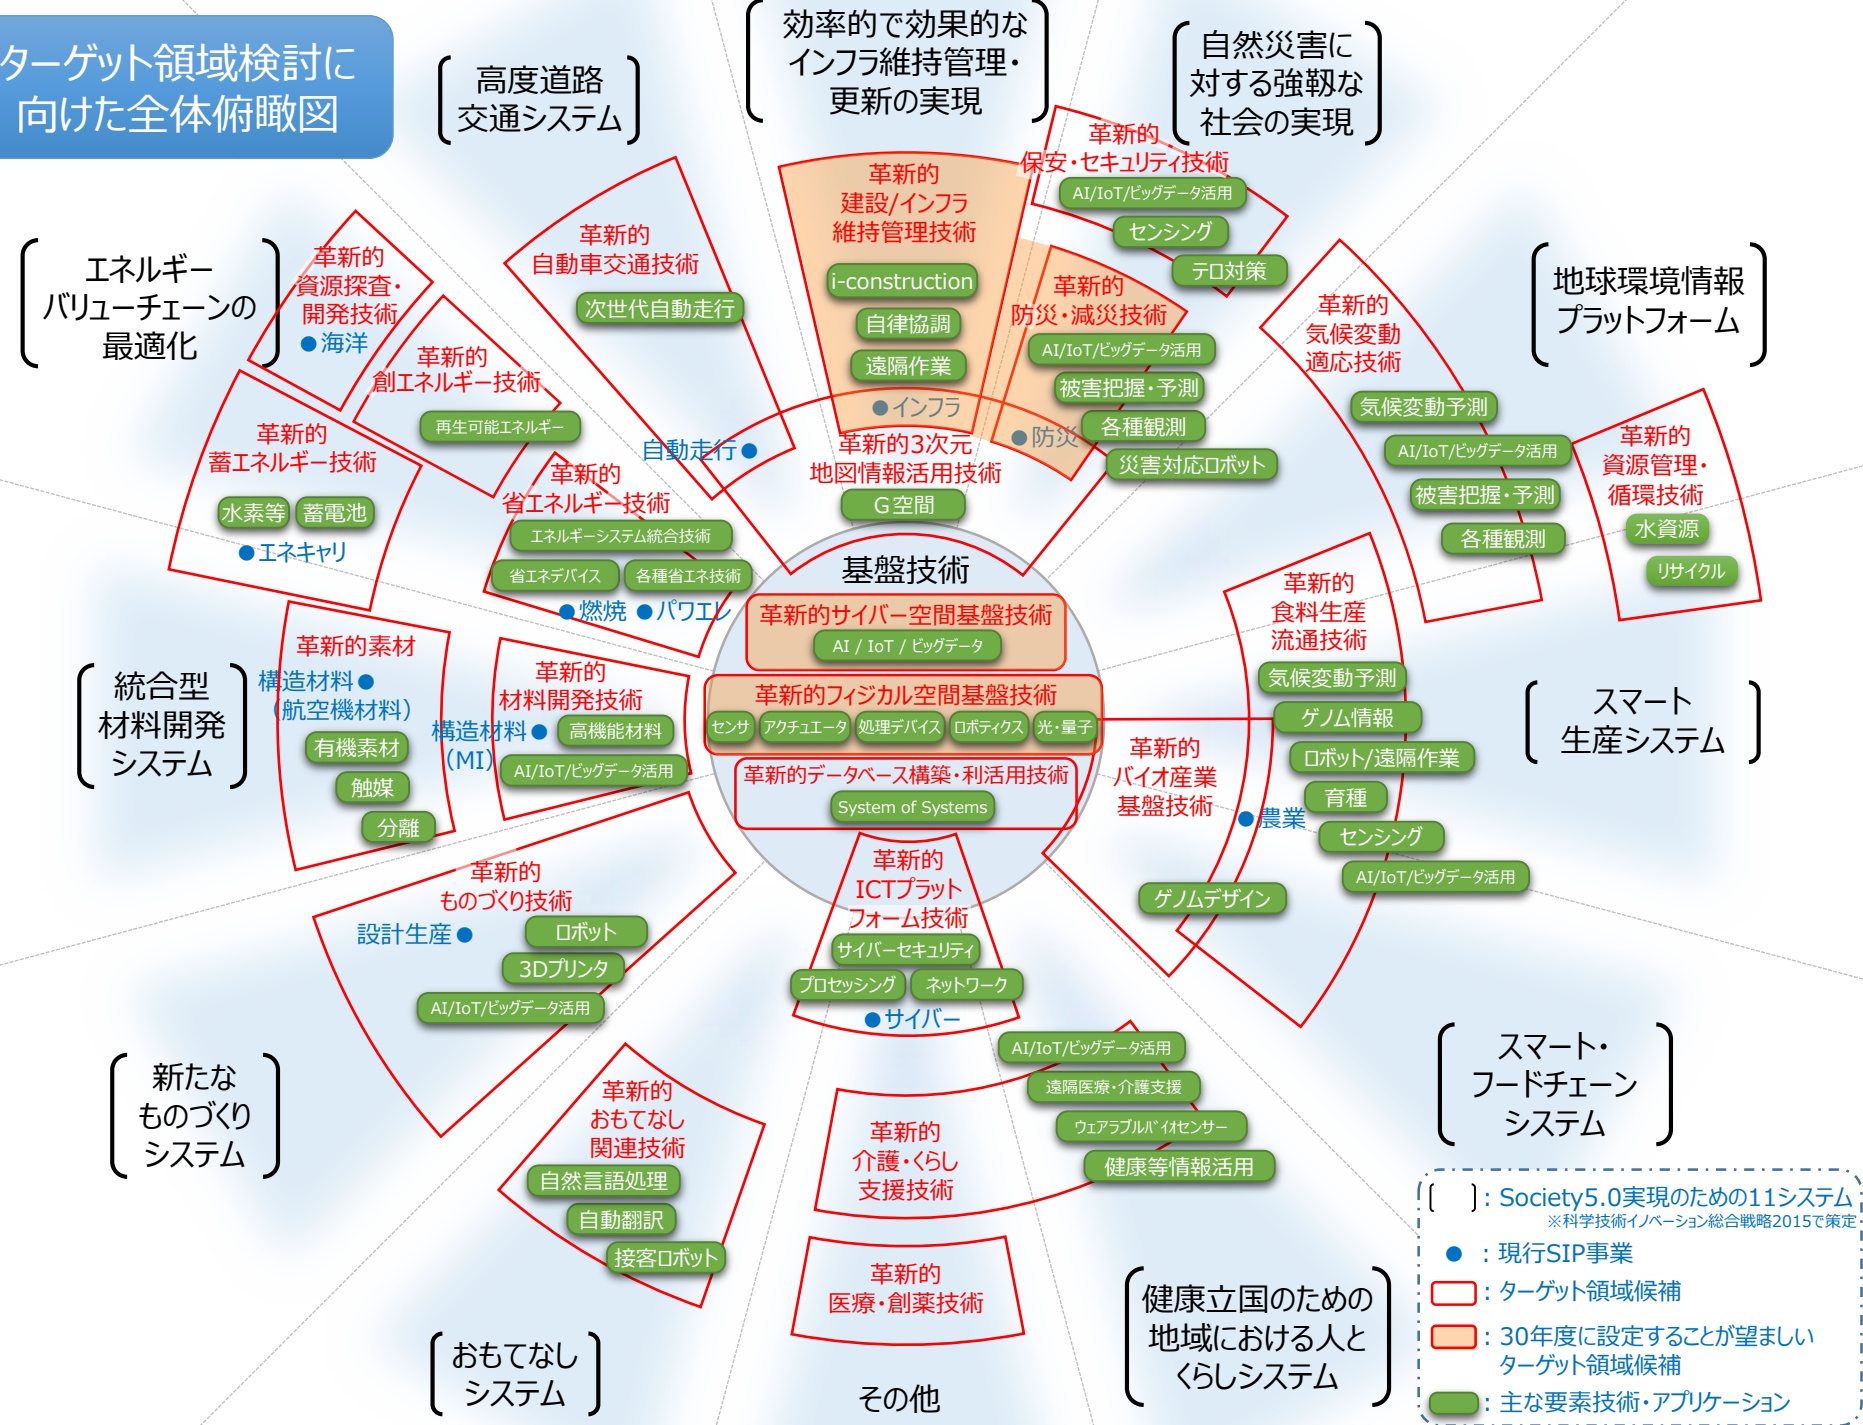 ターゲット領域検討に
向けた全体俯瞰図
高度道路
交通システム
効率的で効果的な
インフラ維持管理・
更新の実現
自然災害に
対する強靱な
社会の実現
エネルギー
バリューチェーンの
最適化
地球環境情報
プラットフォーム
統合型
材料開発
システム
スマート
生産システム
新たな
ものづくり
システム
スマート・
フードチェーン
システム
おもてなし
システム
その他
健康立国のための
地域における人と
くらしシステム
革新的
資源探査・
開発技術
●海洋
革新的
創エネルギー技術
再生可能エネルギー
革新的
蓄エネルギー技術
水素等
蓄電池
●エネキャリ
革新的
省エネルギー技術
エネルギーシステム統合技術
省エネデバイス
各種省エネ技術
●燃焼 ●パワエレ
革新的
自動車交通技術
次世代自動走行
自動走行●
革新的
建設/インフラ
維持管理技術
i-construction
自律協調
遠隔作業
●インフラ
革新的3次元
地図情報活用技術
G空間
革新的
保安・セキュリティ技術
AI/IoT/ビッグデータ活用
センシング
テロ対策
革新的
防災・減災技術
AI/IoT/ビッグデータ活用
被害把握・予測
各種観測
災害対応ロボット
●防災
革新的
気候変動
適応技術
気候変動予測
AI/IoT/ビッグデータ活用
被害把握・予測
各種観測
革新的
資源管理・
循環技術
水資源
リサイクル
基盤技術
革新的サイバー空間基盤技術
AI / IoT / ビッグデータ
革新的フィジカル空間基盤技術
センサ
アクチュエータ
処理デバイス
ロボティクス
光・量子
革新的データベース構築・利活用技術
System of Systems
革新的
ICTプラット
フォーム技術
サイバーセキュリティ
プロセッシング
ネットワーク
●サイバー
革新的素材
構造材料●
（航空機材料）
有機素材
触媒
分離
革新的
材料開発技術
構造材料●
（MI）
高機能材料
AI/IoT/ビッグデータ活用
革新的
食料生産
流通技術
気候変動予測
ゲノム情報
ロボット/遠隔作業
育種
センシング
AI/IoT/ビッグデータ活用
革新的
バイオ産業
基盤技術
●農業
ゲノムデザイン
革新的
ものづくり技術
設計生産●
ロボット
3Dプリンタ
AI/IoT/ビッグデータ活用
革新的
おもてなし
関連技術
自然言語処理
自動翻訳
接客ロボット
革新的
介護・くらし
支援技術
AI/IoT/ビッグデータ活用
遠隔医療・介護支援
ウェアラブルバイオセンサー
健康等情報活用
革新的
医療・創薬技術
[ ]：Society5.0実現のための11システム
※科学技術イノベーション総合戦略2015で策定
●：現行SIP事業
：ターゲット領域候補
：30年度に設定することが望ましい
ターゲット領域候補
：主な要素技術・アプリケーション